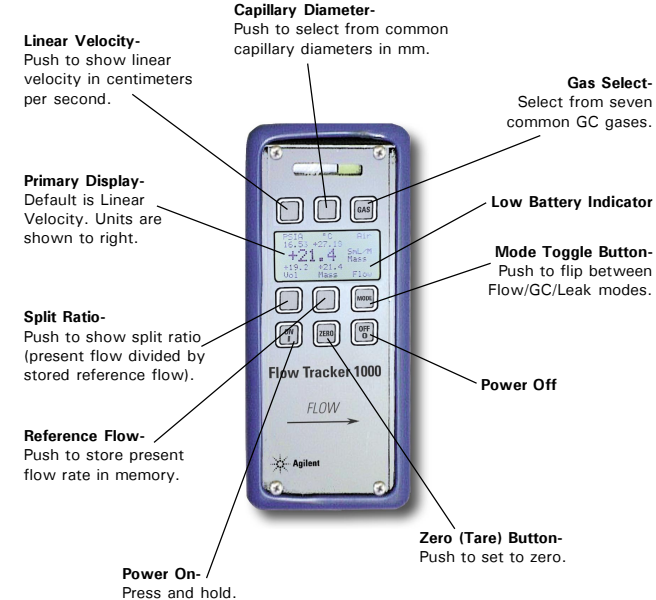 Capillary Diameter-
Push to select from common
capillary diameters in mm.
Linear Velocity-
Push to show linear
velocity in centimeters
per second.
Gas Select-
Select from seven
common GC gases.
Primary Display-
Default is Linear
Velocity. Units are
shown to right.
Low Battery Indicator
Mode Toggle Button-
Push to flip between
Flow/GC/Leak modes.
Split Ratio-
Push to show split ratio
(present flow divided by
stored reference flow).
Power Off
Reference Flow-
Push to store present
flow rate in memory.
Zero (Tare) Button-
Push to set to zero.
Power On-
Press and hold.
GAS
PSIA °C Air
16.53 +27.18
+21.4 SmL/M
Mass
+19.2 +21.4
Vol Mass Flow
MODE
ON ZERO OFF
Flow Tracker 1000
FLOW
Agilent